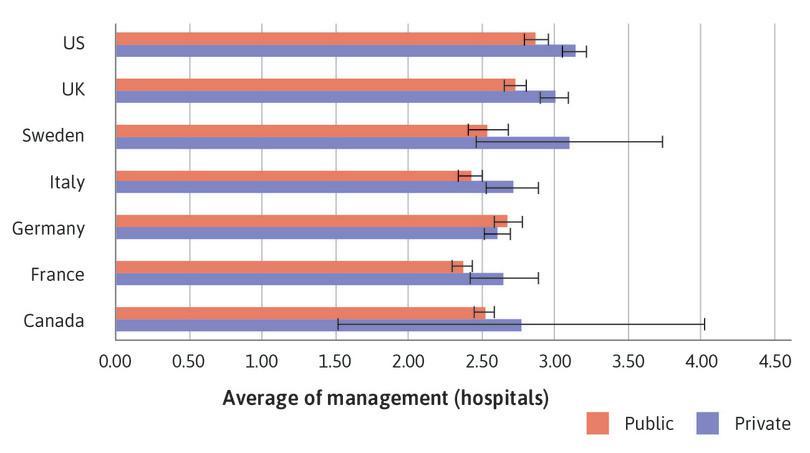 US
UK
Sweden
Italy
Germany
France
Canada
0.00 0.50 1.00 1.50 2.00 2.50 3.00 3.50 4.00 4.50
Average of management (hospitals)
Public Private